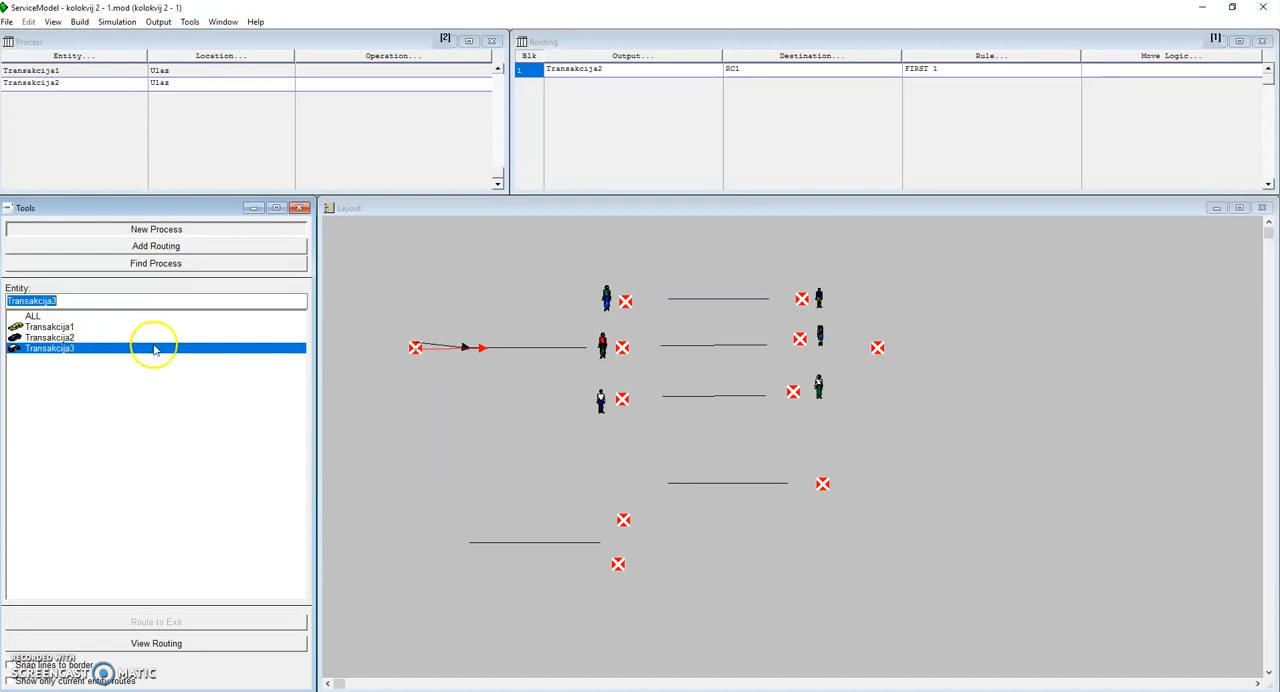 ServiceModel - kolokvij 2 - 1.mod (kolokvij 2 - 1)
File Edit View Build Simulation Output Tools Window Help
Process [2]
Entity... Location... Operation...
Transakcija1 Ulaz
Transakcija2 Ulaz
Routing [1]
Blk Output... Destination... Rule... Move Logic...
1 Transakcija2 RC1 FIRST 1
Tools
New Process
Add Routing
Find Process
Entity:
Transakcija3
ALL
Transakcija1
Transakcija2
Transakcija3
Route to Exit
View Routing
Snap lines to border
Show only current entity routes
RECORDED WITH
SCREENCAST MATIC
Layout